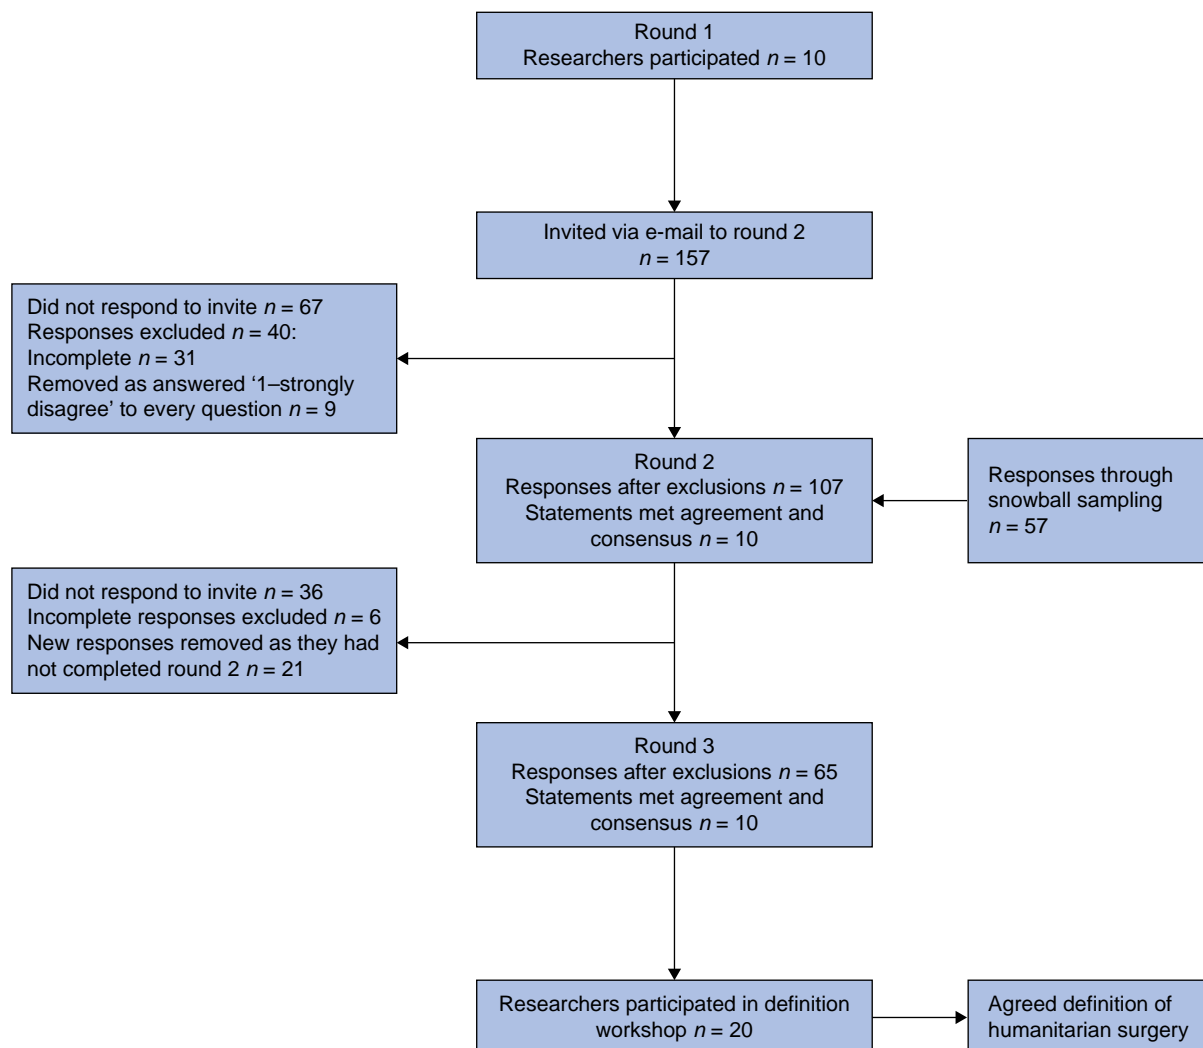 Round 1
Researchers participated n = 10
Invited via e-mail to round 2
n = 157
Did not respond to invite n = 67
Responses excluded n = 40:
Incomplete n = 31
Removed as answered ‘1–strongly
disagree’ to every question n = 9
Round 2
Responses after exclusions n = 107
Statements met agreement and
consensus n = 10
Responses through
snowball sampling
n = 57
Did not respond to invite n = 36
Incomplete responses excluded n = 6
New responses removed as they had
not completed round 2 n = 21
Round 3
Responses after exclusions n = 65
Statements met agreement and
consensus n = 10
Researchers participated in definition
workshop n = 20
Agreed definition of
humanitarian surgery